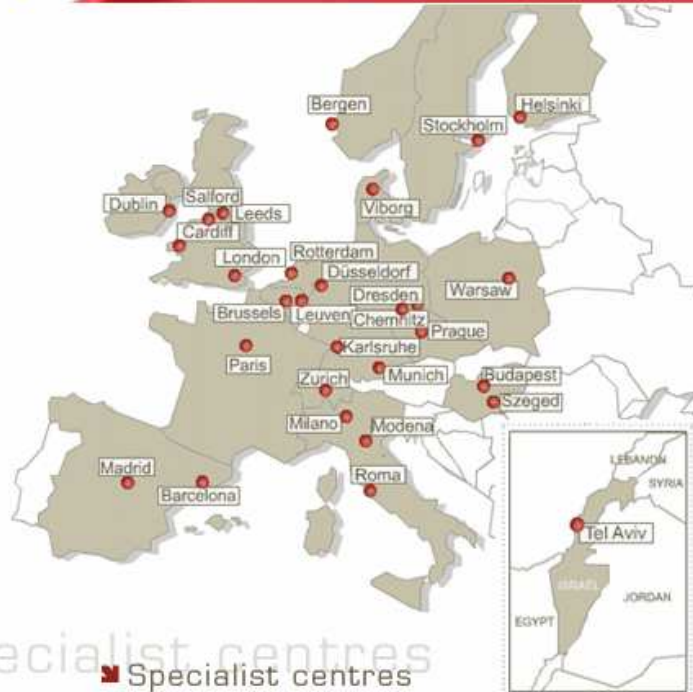 Bergen
Helsinki
Stockholm
Viborg
Salford
Dublin
Leeds
Cardiff
London
Rotterdam
Düsseldorf
Warsaw
Dresden
Brussels
Leuven
Chemnitz
Prague
Karlsruhe
Paris
Munich
Budapest
Zurich
Szeged
Milano
Modena
Madrid
Roma
Barcelona
LEBANON
SYRIA
Tel Aviv
ISRAEL
JORDAN
EGYPT
ecialist centres
Specialist centres